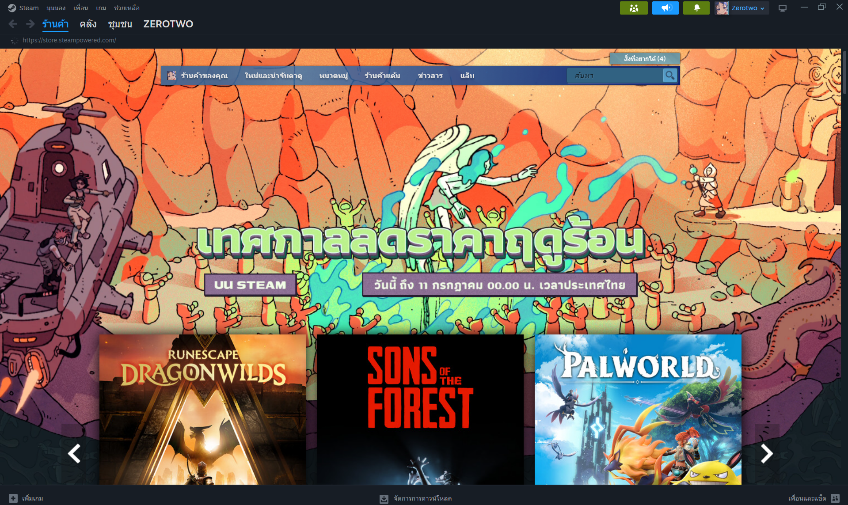 Steam มุมมอง เพื่อน เกม ช่วยเหลือ
Zerotwo
ร้านค้า คลัง ชุมชน ZEROTWO
https://store.steampowered.com/
สิ่งที่อยากได้ (4)
ร้านค้าของคุณ ใหม่และน่าจับตาดู หมวดหมู่ ร้านค้าแต้ม ข่าวสาร แล็บ
ค้นหา
เทศกาลลดราคาฤดูร้อน
บน STEAM วันนี้ ถึง 11 กรกฎาคม 00.00 น. เวลาประเทศไทย
RUNESCAPE
DRAGONWILDS
SONS OF THE
FOREST
PALWORLD
เพิ่มเกม จัดการการดาวน์โหลด เพื่อนและแช็ต